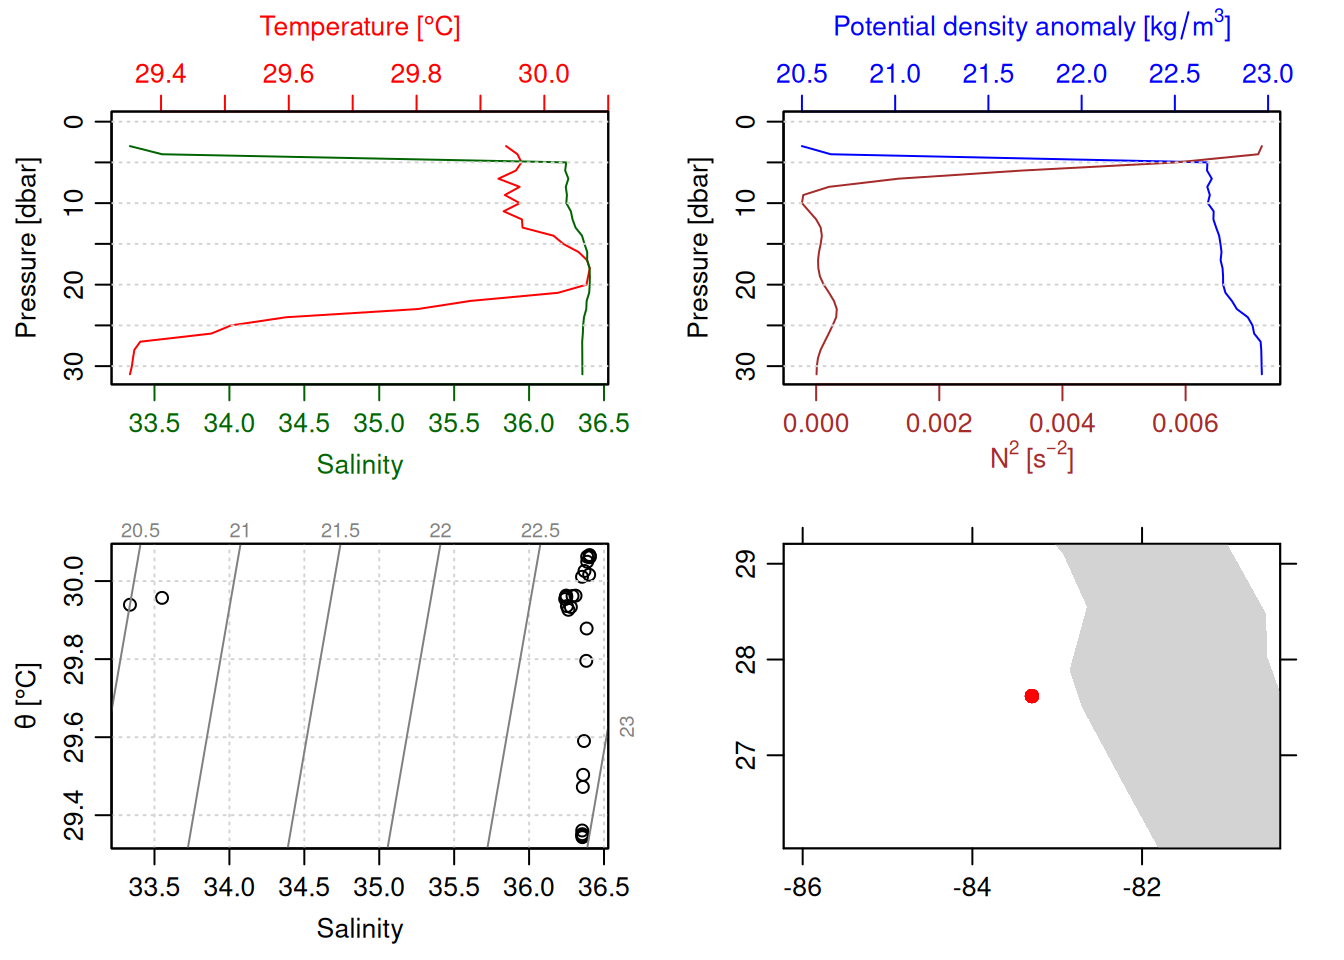 Temperature [°C]
29.4 29.6 29.8 30.0
Pressure [dbar]
0
10
20
30
33.5 34.0 34.5 35.0 35.5 36.0 36.5
Salinity
Potential density anomaly [kg/m³]
20.5 21.0 21.5 22.0 22.5 23.0
Pressure [dbar]
0
10
20
30
0.000 0.002 0.004 0.006
N² [s⁻²]
20.5 21 21.5 22 22.5
23
θ [°C]
30.0
29.8
29.6
29.4
33.5 34.0 34.5 35.0 35.5 36.0 36.5
Salinity
29
28
27
-86 -84 -82